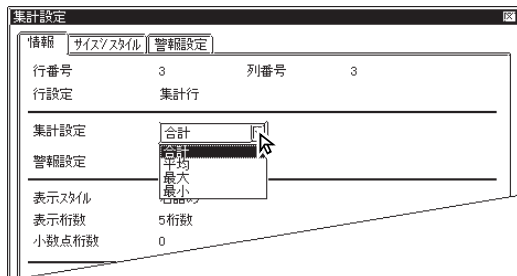 集計設定
情報 サイズ/スタイル 警報設定
行番号 3 列番号 3
行設定 集計行
集計設定 合計
合計
平均
警報設定
最大
最小
表示スタイル
表示桁数 5桁数
小数点桁数 0